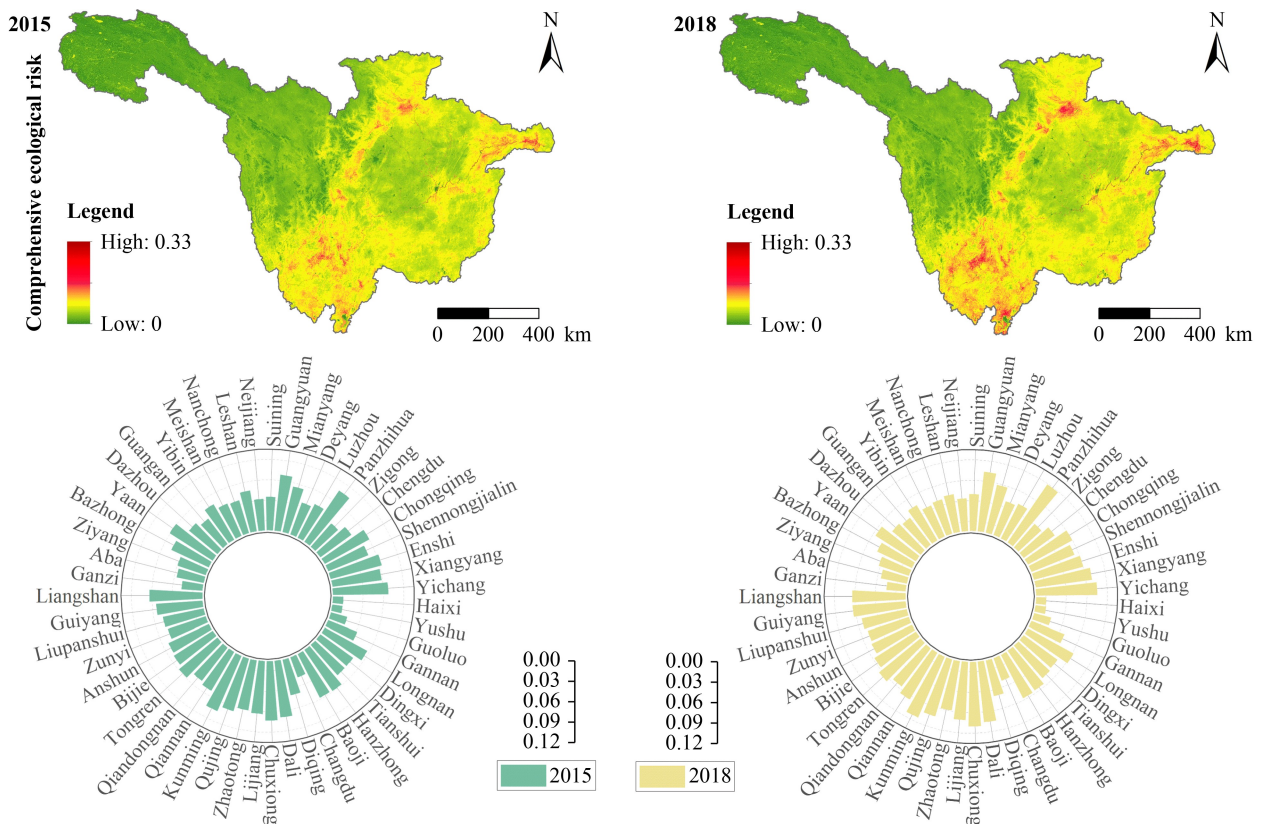 2015
N
2018
N
Comprehensive ecological risk
Legend
High: 0.33
Low: 0
0 200 400 km
Legend
High: 0.33
Low: 0
0 200 400 km
Suining
Guangyuan
Mianyang
Deyang
Luzhou
Panzhihua
Zigong
Chengdu
Chongqing
Shennongjialin
Enshi
Xiangyang
Yichang
Haixi
Yushu
Guoluo
Gannan
Longnan
Dingxi
Tianshui
Hanzhong
Baoji
Changdu
Diqing
Dali
Chuxiong
Lijiang
Zhaotong
Qujing
Kunming
Qiannan
Qiandongnan
Tongren
Bijie
Anshun
Zunyi
Liupanshui
Guiyang
Liangshan
Ganzi
Aba
Ziyang
Bazhong
Yaan
Dazhou
Guangan
Yibin
Meishan
Nanchong
Leshan
Neijiang
0.00
0.03
0.06
0.09
0.12
2015
0.00
0.03
0.06
0.09
0.12
2018
Suining
Guangyuan
Mianyang
Deyang
Luzhou
Panzhihua
Zigong
Chengdu
Chongqing
Shennongjialin
Enshi
Xiangyang
Yichang
Haixi
Yushu
Guoluo
Gannan
Longnan
Dingxi
Tianshui
Hanzhong
Baoji
Changdu
Diqing
Dali
Chuxiong
Lijiang
Zhaotong
Qujing
Kunming
Qiannan
Qiandongnan
Tongren
Bijie
Anshun
Zunyi
Liupanshui
Guiyang
Liangshan
Ganzi
Aba
Ziyang
Bazhong
Yaan
Dazhou
Guangan
Yibin
Meishan
Nanchong
Leshan
Neijiang